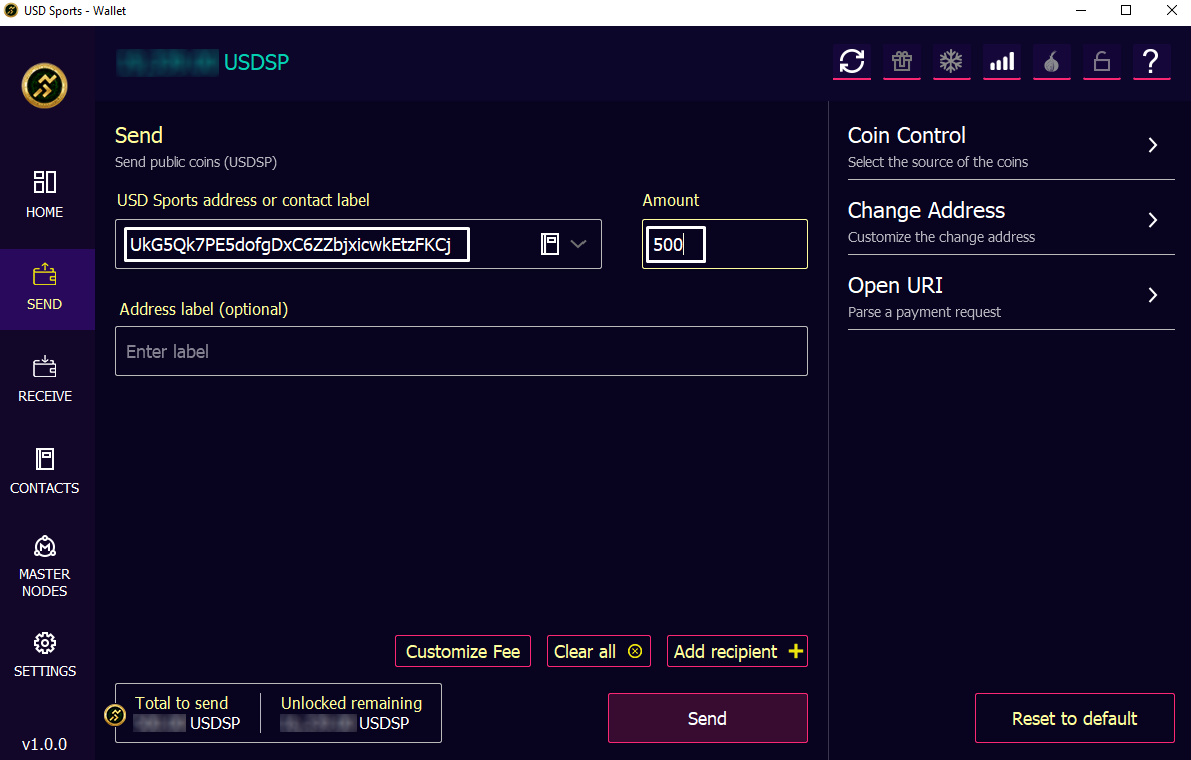 USD Sports - Wallet
USDSP
?
HOME
SEND
RECEIVE
CONTACTS
MASTER
NODES
SETTINGS
v1.0.0
Send
Send public coins (USDSP)
USD Sports address or contact label
Amount
UkG5Qk7PE5dofgDxC6ZZbjxicwkEtzFKCj
500
Address label (optional)
Enter label
Customize Fee
Clear all
Add recipient +
Total to send
USDSP
Unlocked remaining
USDSP
Send
Coin Control
Select the source of the coins
Change Address
Customize the change address
Open URI
Parse a payment request
Reset to default